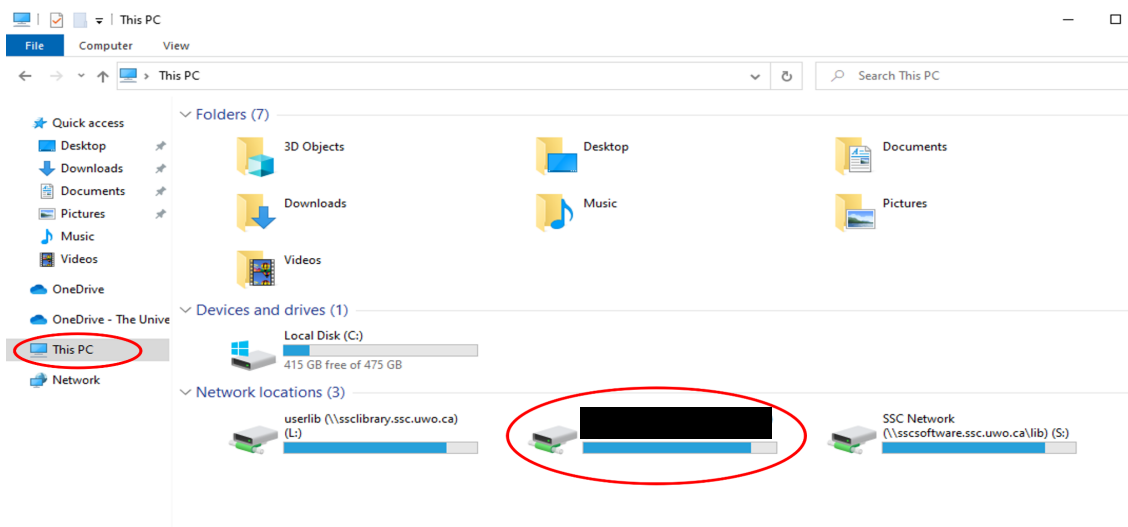 This PC
File Computer View
This PC
Search This PC
Quick access
Desktop
Downloads
Documents
Pictures
Music
Videos
OneDrive
OneDrive - The Unive
This PC
Network
Folders (7)
3D Objects
Desktop
Documents
Downloads
Music
Pictures
Videos
Devices and drives (1)
Local Disk (C:)
415 GB free of 475 GB
Network locations (3)
userlib (\\ssclibrary.ssc.uwo.ca)
(L:)
SSC Network
(\\sscsoftware.ssc.uwo.ca\lib) (S:)